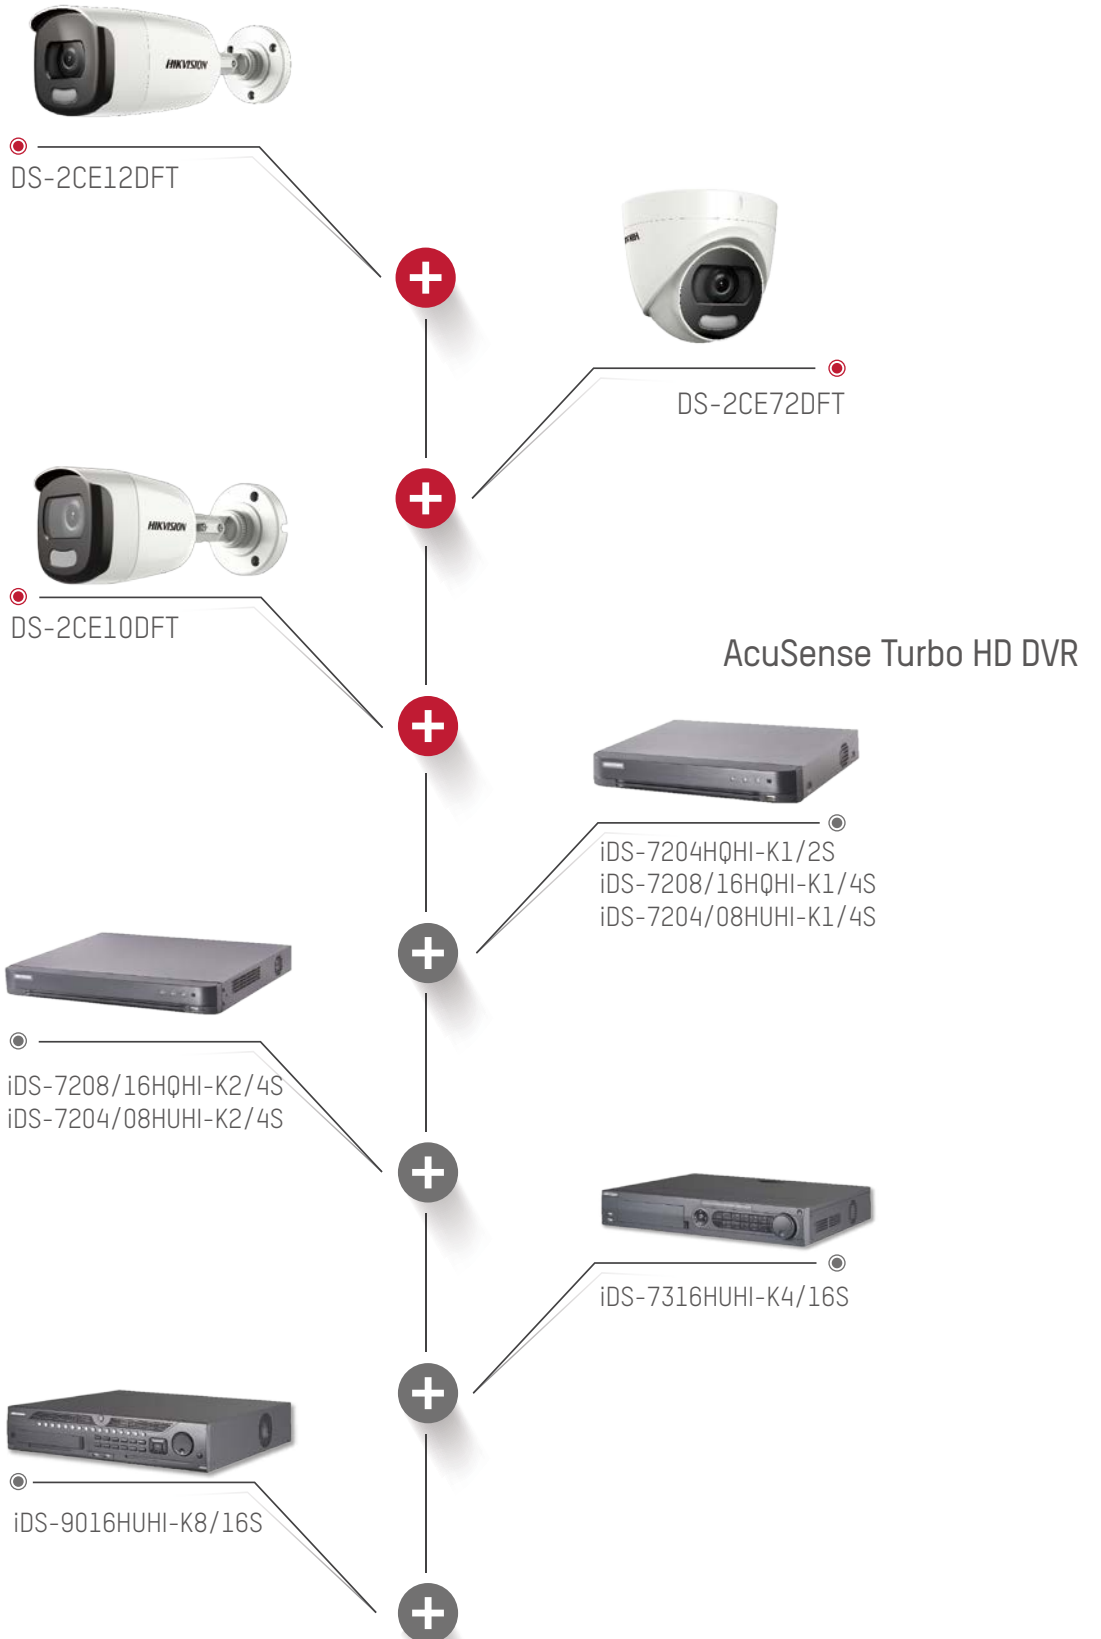 HIKVISION
DS-2CE12DFT
DS-2CE72DFT
HIKVISION
DS-2CE10DFT
AcuSense Turbo HD DVR
iDS-7204HQHI-K1/2S
iDS-7208/16HQHI-K1/4S
iDS-7204/08HUHI-K1/4S
iDS-7208/16HQHI-K2/4S
iDS-7204/08HUHI-K2/4S
iDS-7316HUHI-K4/16S
iDS-9016HUHI-K8/16S